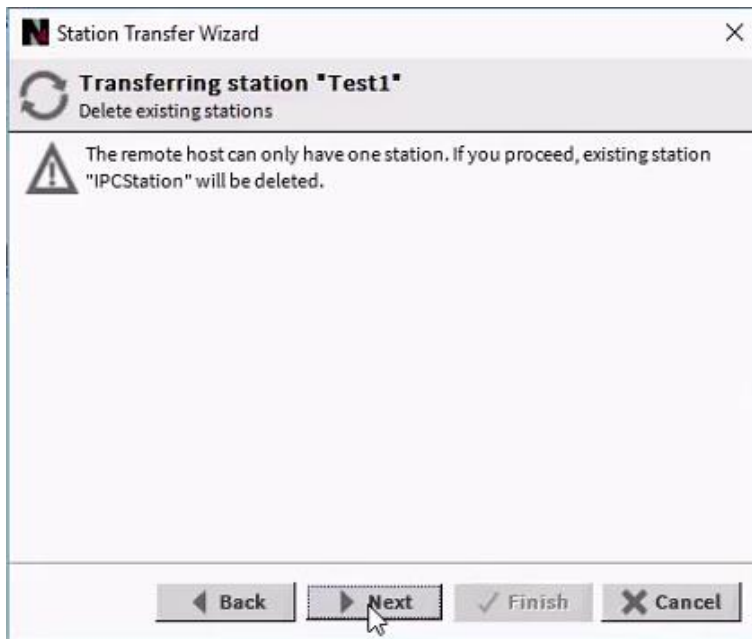 Station Transfer Wizard
Transferring station "Test1"
Delete existing stations
The remote host can only have one station. If you proceed, existing station
"IPCStation" will be deleted.
Back Next Finish Cancel